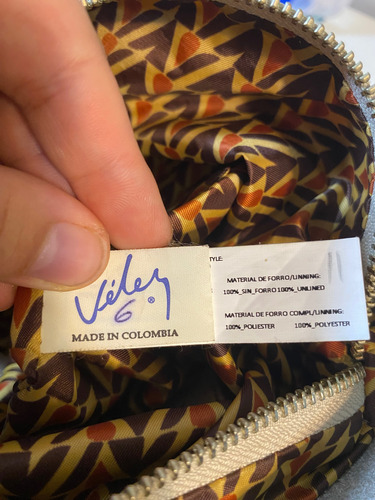 Vélez
6
MADE IN COLOMBIA
TYLE:
MATERIAL DE FORRO/LINNING:
100%_SIN_FORRO 100%_UNLINED
MATERIAL DE FORRO COMPL/LINNING:
100%_POLIESTER 100%_POLYESTER